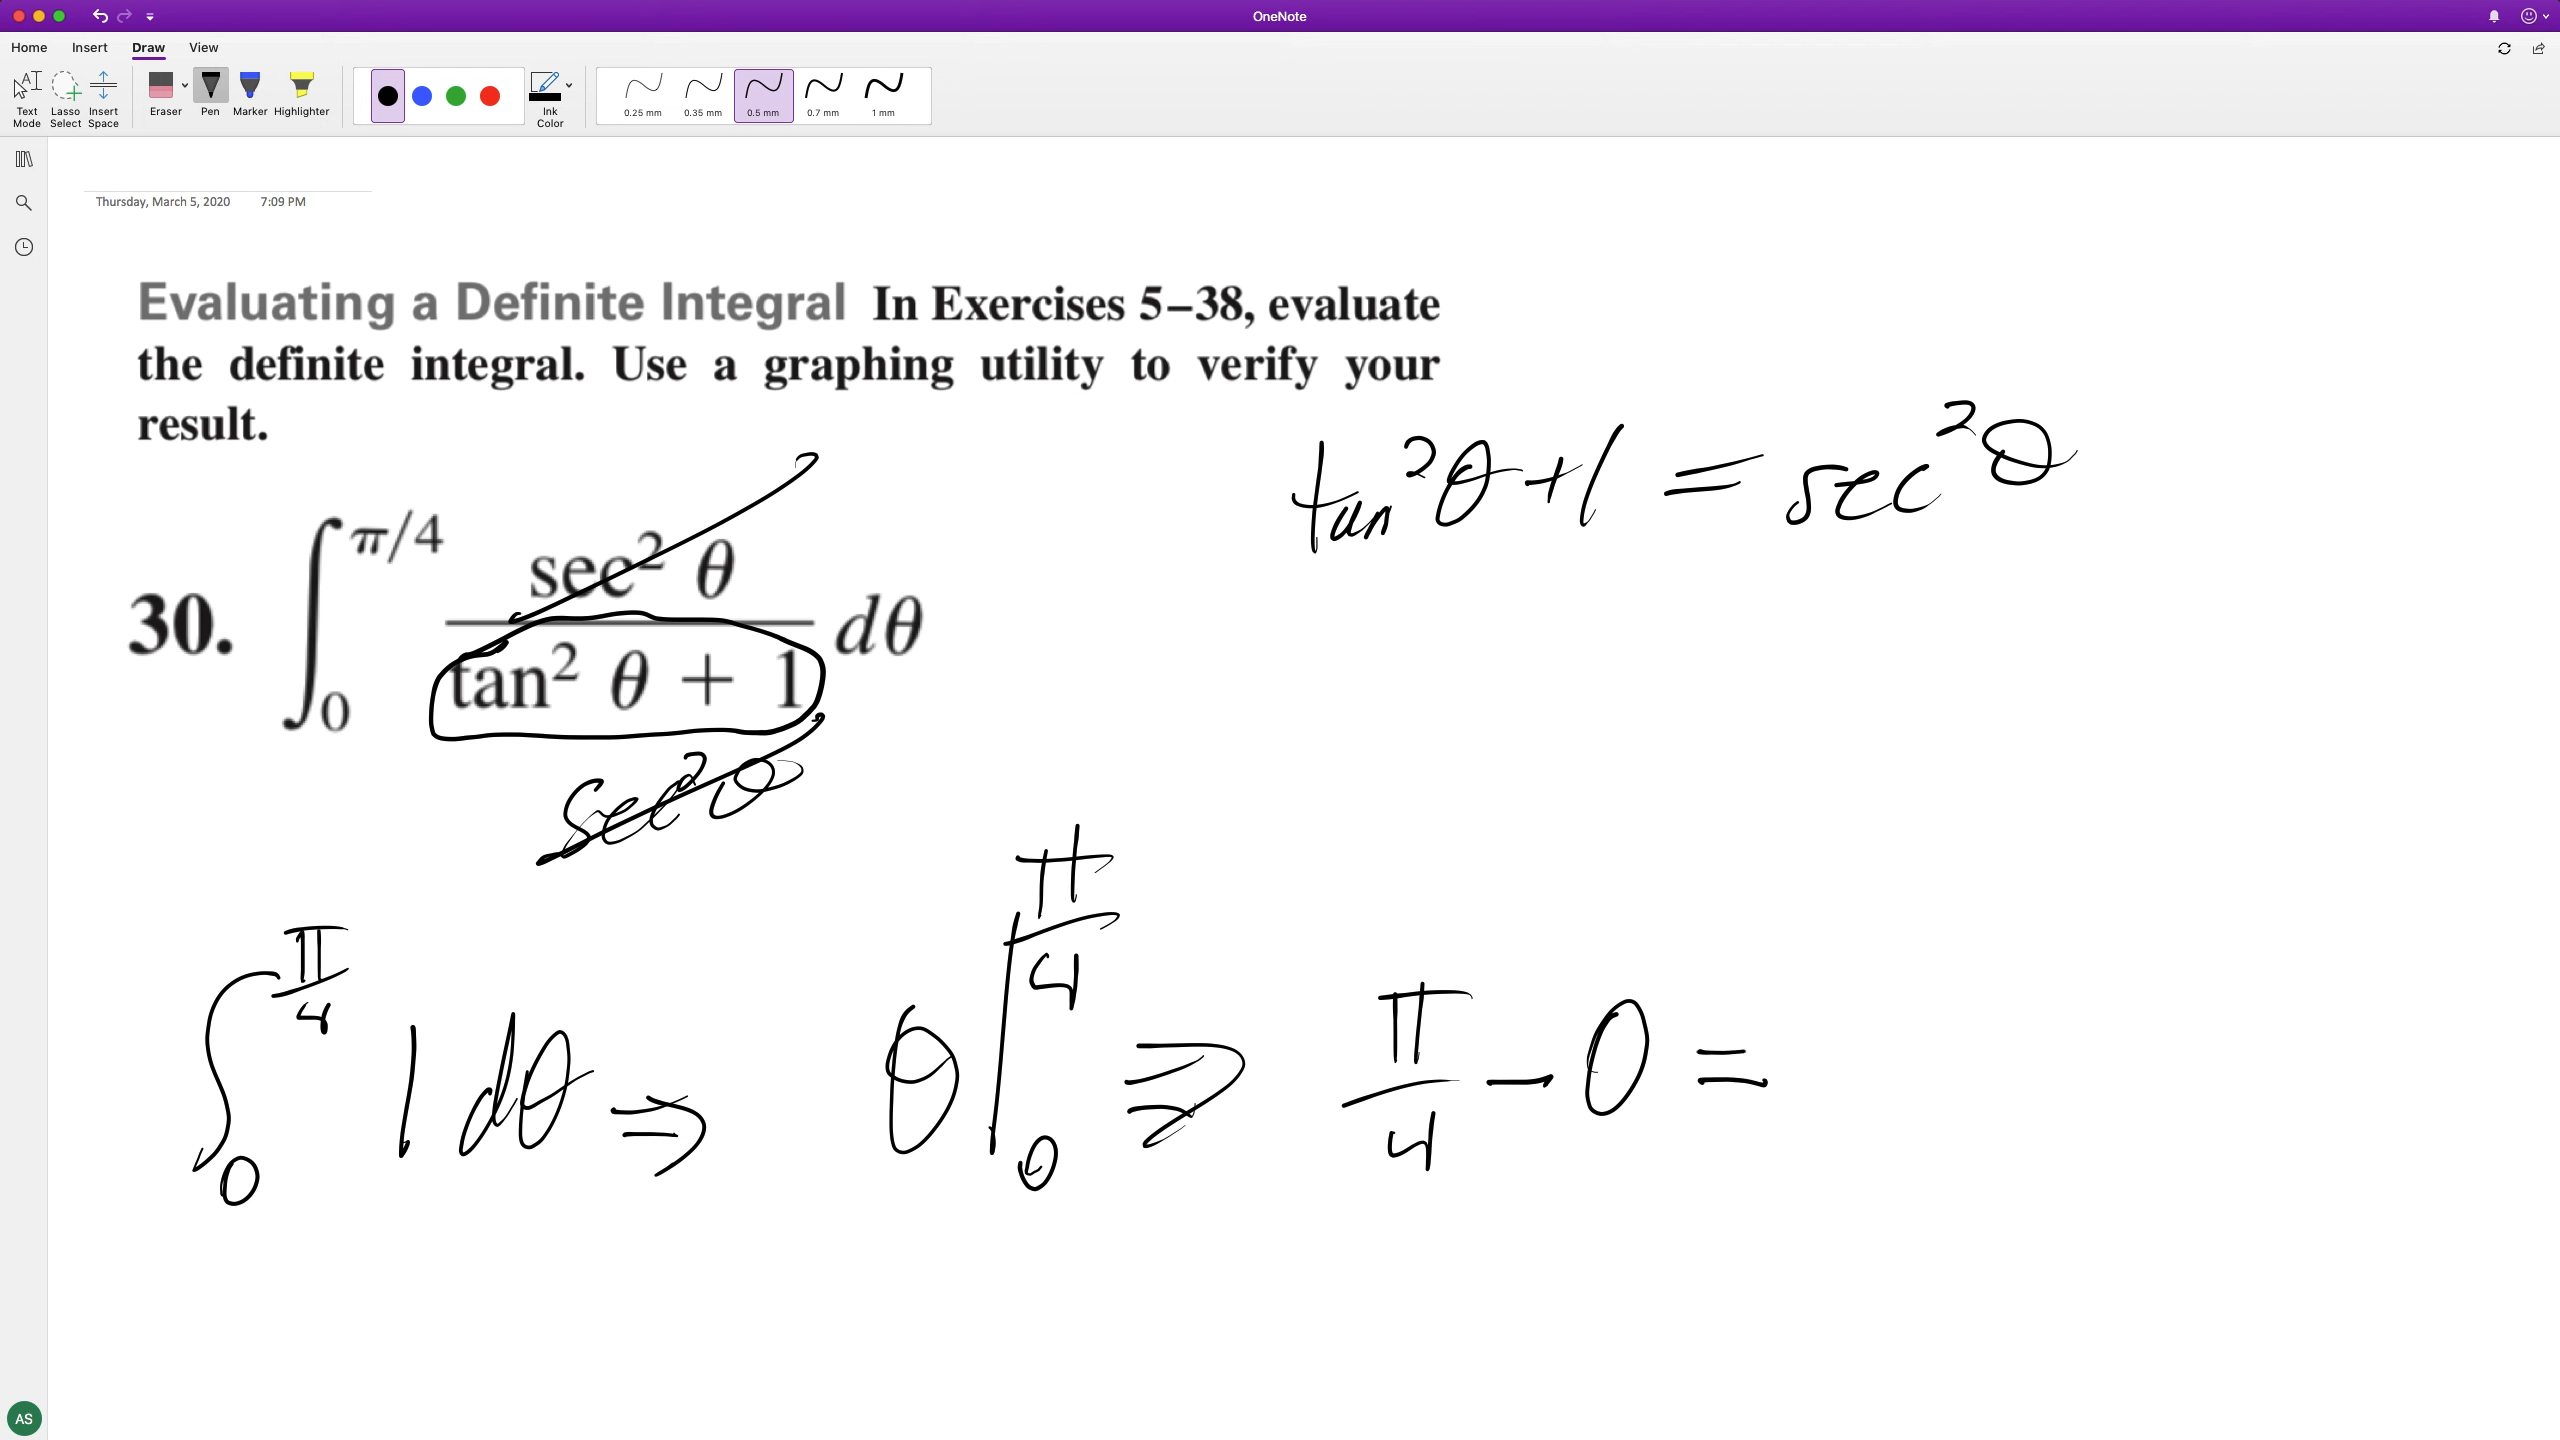 OneNote
Home Insert Draw View
Text Mode Lasso Select Insert Space Eraser Pen Marker Highlighter Ink Color 0.25 mm 0.35 mm 0.5 mm 0.7 mm 1 mm
Thursday, March 5, 2020 7:09 PM
Evaluating a Definite Integral In Exercises 5–38, evaluate
the definite integral. Use a graphing utility to verify your
result.
tan²θ+1 = sec²θ
30. ∫₀^π/4 sec² θ / (tan² θ + 1) dθ
sec²θ
∫₀^π/4 1 dθ ⇒ θ |₀^π/4 ⇒ π/4 − 0 =
AS